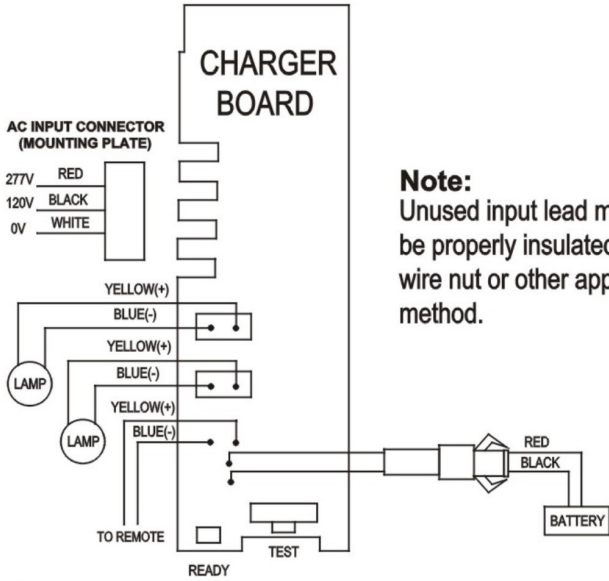 CHARGER
BOARD
AC INPUT CONNECTOR
(MOUNTING PLATE)
277V RED
120V BLACK
0V WHITE
Note:
Unused input lead
be properly insulated
wire nut or other
method.
YELLOW(+)
BLUE(-)
YELLOW(+)
BLUE(-)
LAMP
YELLOW(+)
BLUE(-)
LAMP
RED
BLACK
BATTERY
TO REMOTE
TEST
READY